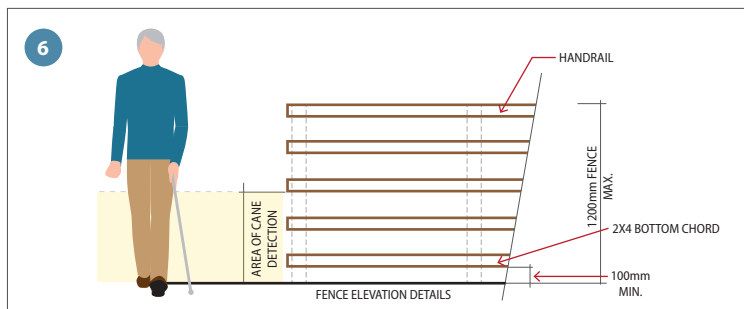 6
HANDRAIL
AREA OF CANE
DETECTION
1200mm FENCE
MAX.
2X4 BOTTOM CHORD
100mm
MIN.
FENCE ELEVATION DETAILS